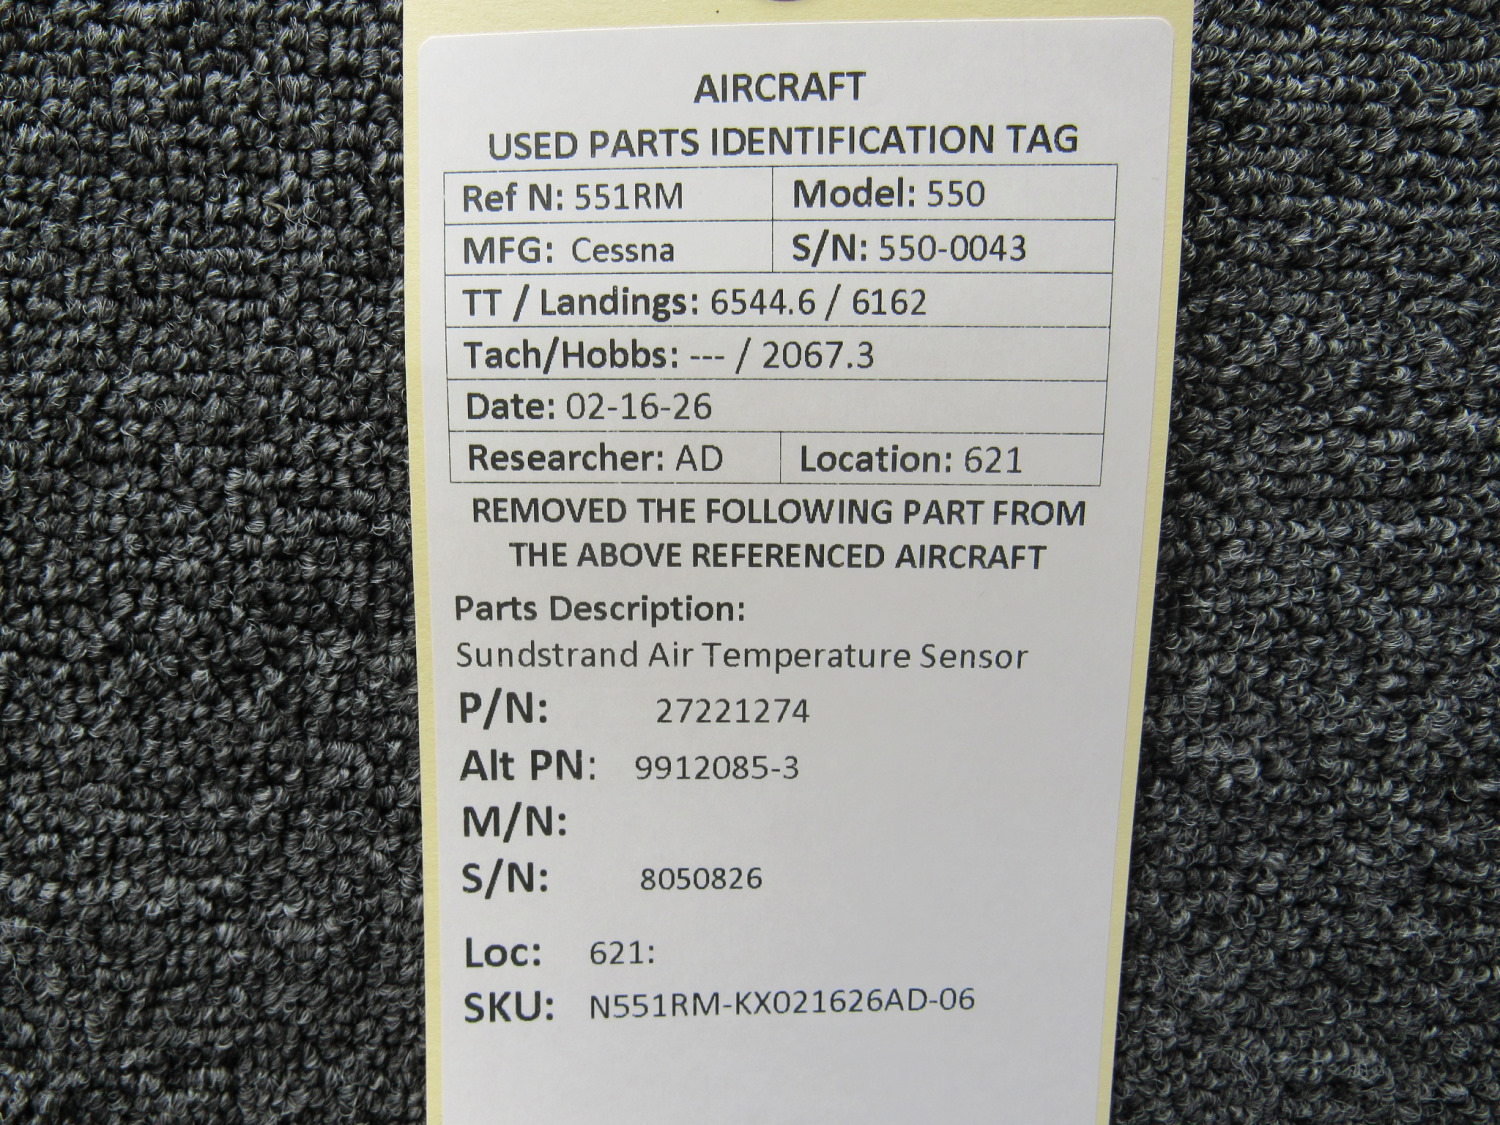 AIRCRAFT
USED PARTS IDENTIFICATION TAG
Ref N: 551RM Model: 550
MFG: Cessna S/N: 550-0043
TT / Landings: 6544.6 / 6162
Tach/Hobbs: --- / 2067.3
Date: 02-16-26
Researcher: AD Location: 621
REMOVED THE FOLLOWING PART FROM
THE ABOVE REFERENCED AIRCRAFT
Parts Description:
Sundstrand Air Temperature Sensor
P/N: 27221274
Alt PN: 9912085-3
M/N:
S/N: 8050826
Loc: 621:
SKU: N551RM-KX021626AD-06